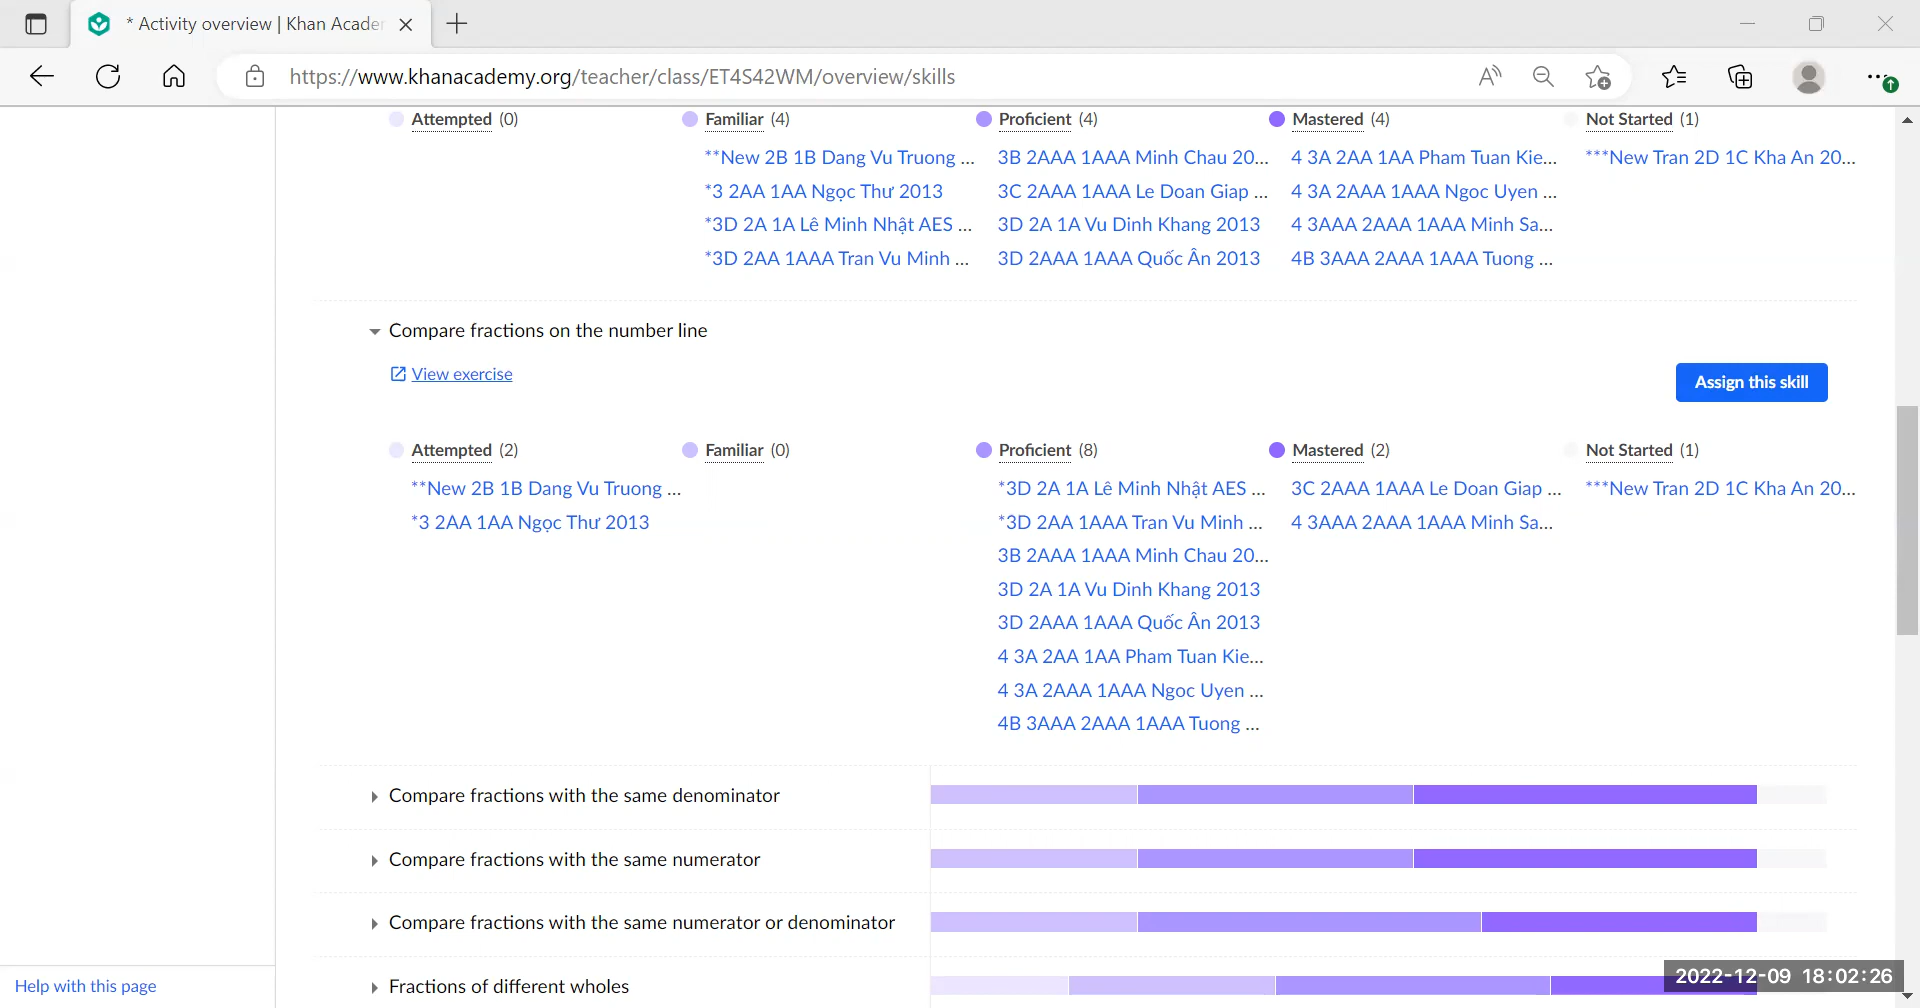 * Activity overview | Khan Acade
https://www.khanacademy.org/teacher/class/ET4S42WM/overview/skills
Attempted (0) Familiar (4) Proficient (4) Mastered (4) Not Started (1)
**New 2B 1B Dang Vu Truong ... 3B 2AAA 1AAA Minh Chau 20... 4 3A 2AA 1AA Pham Tuan Kie... ***New Tran 2D 1C Kha An 20...
*3 2AA 1AA Ngọc Thư 2013 3C 2AAA 1AAA Le Doan Giap ... 4 3A 2AAA 1AAA Ngoc Uyen ...
*3D 2A 1A Lê Minh Nhật AES ... 3D 2A 1A Vu Dinh Khang 2013 4 3AAA 2AAA 1AAA Minh Sa...
*3D 2AA 1AAA Tran Vu Minh ... 3D 2AAA 1AAA Quốc Ân 2013 4B 3AAA 2AAA 1AAA Tuong ...
Compare fractions on the number line
View exercise
Assign this skill
Attempted (2) Familiar (0) Proficient (8) Mastered (2) Not Started (1)
**New 2B 1B Dang Vu Truong ... *3D 2A 1A Lê Minh Nhật AES ... 3C 2AAA 1AAA Le Doan Giap ... ***New Tran 2D 1C Kha An 20...
*3 2AA 1AA Ngọc Thư 2013 *3D 2AA 1AAA Tran Vu Minh ... 4 3AAA 2AAA 1AAA Minh Sa...
3B 2AAA 1AAA Minh Chau 20...
3D 2A 1A Vu Dinh Khang 2013
3D 2AAA 1AAA Quốc Ân 2013
4 3A 2AA 1AA Pham Tuan Kie...
4 3A 2AAA 1AAA Ngoc Uyen ...
4B 3AAA 2AAA 1AAA Tuong ...
Compare fractions with the same denominator
Compare fractions with the same numerator
Compare fractions with the same numerator or denominator
Fractions of different wholes
Help with this page
2022-12-09 18:02:26